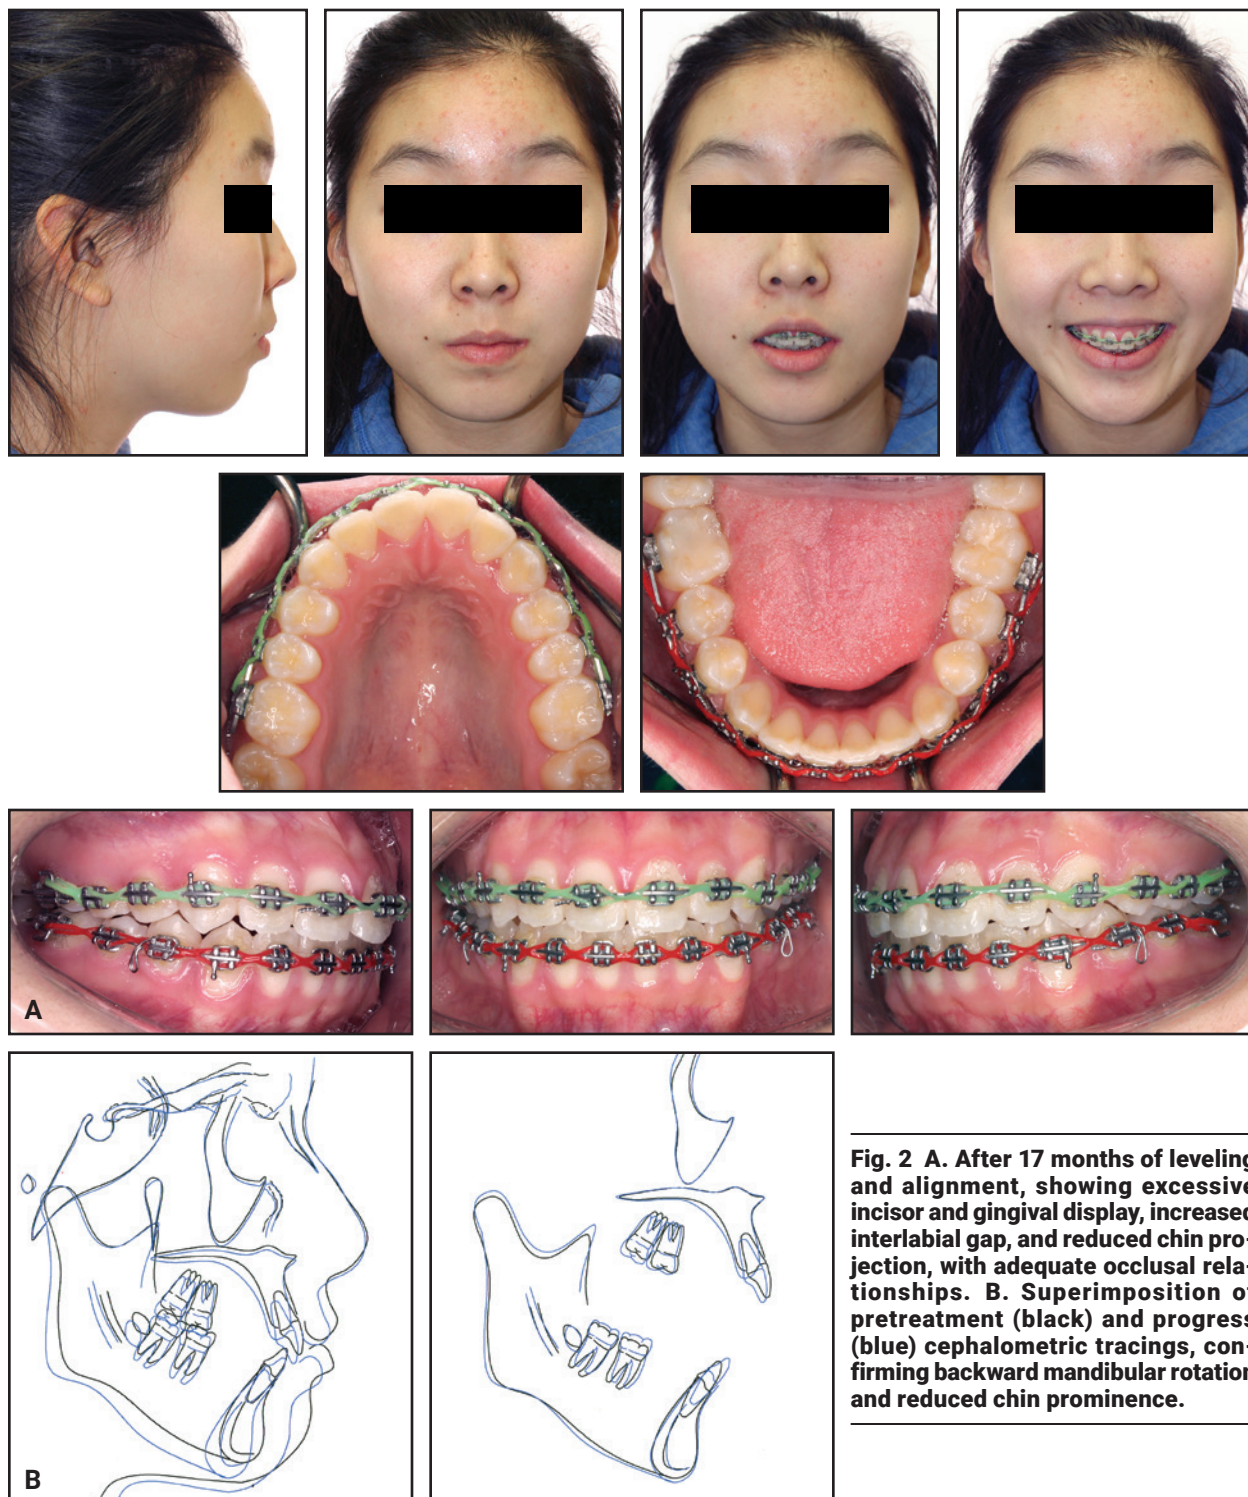 A
B
Fig. 2 A. After 17 months of leveling
and alignment, showing excessive
incisor and gingival display, increased
interlabial gap, and reduced chin pro-
jection, with adequate occlusal rela-
tionships. B. Superimposition of
pretreatment (black) and progress
(blue) cephalometric tracings, con-
firming backward mandibular rotation
and reduced chin prominence.